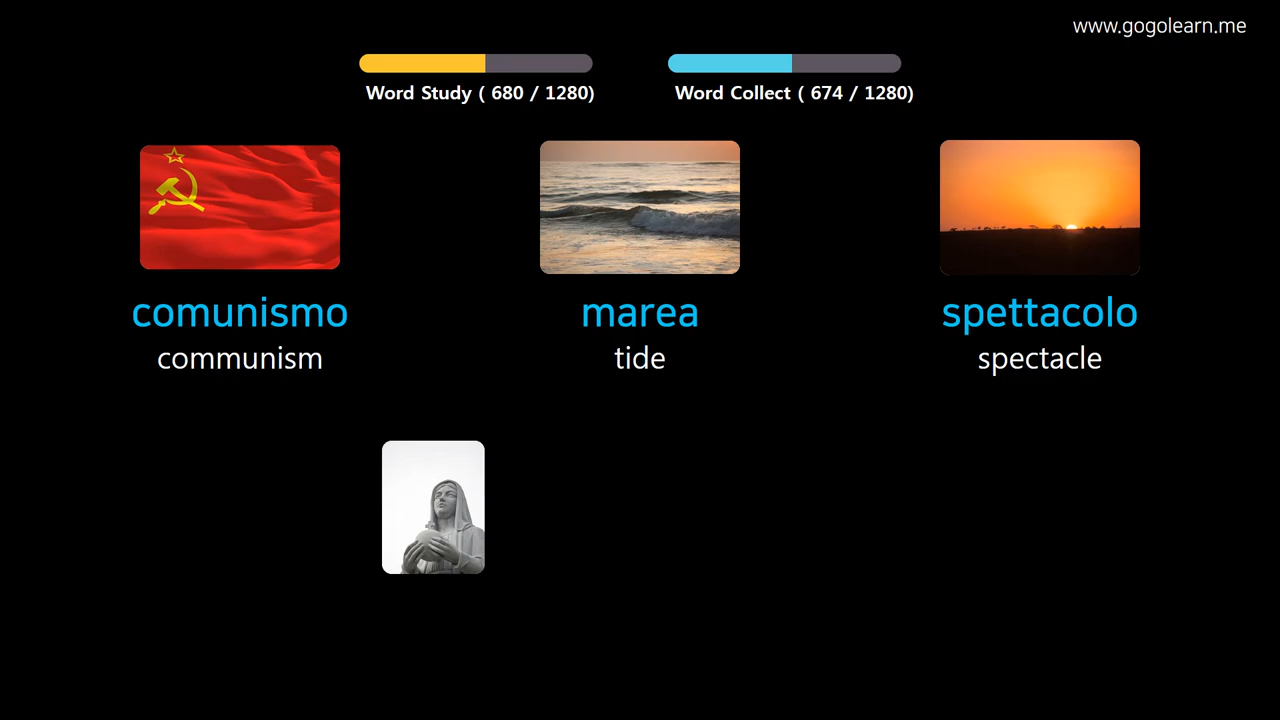 www.gogolearn.me
Word Study ( 680 / 1280)
Word Collect ( 674 / 1280)
comunismo
communism
marea
tide
spettacolo
spectacle